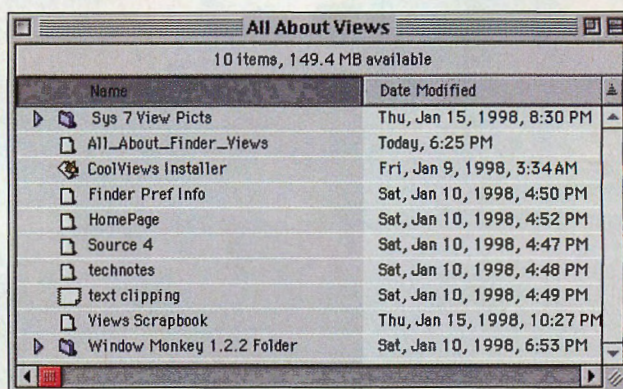 All About Views
10 items, 149.4 MB available
Name Date Modified
Sys 7 View Picts Thu, Jan 15, 1998, 8:30 PM
All_About_Finder_Views Today, 6:25 PM
CoolViews Installer Fri, Jan 9, 1998, 3:34 AM
Finder Pref Info Sat, Jan 10, 1998, 4:50 PM
HomePage Sat, Jan 10, 1998, 4:52 PM
Source 4 Sat, Jan 10, 1998, 4:47 PM
technotes Sat, Jan 10, 1998, 4:48 PM
text clipping Sat, Jan 10, 1998, 4:49 PM
Views Scrapbook Thu, Jan 15, 1998, 10:27 PM
Window Monkey 1.2.2 Folder Sat, Jan 10, 1998, 6:53 PM